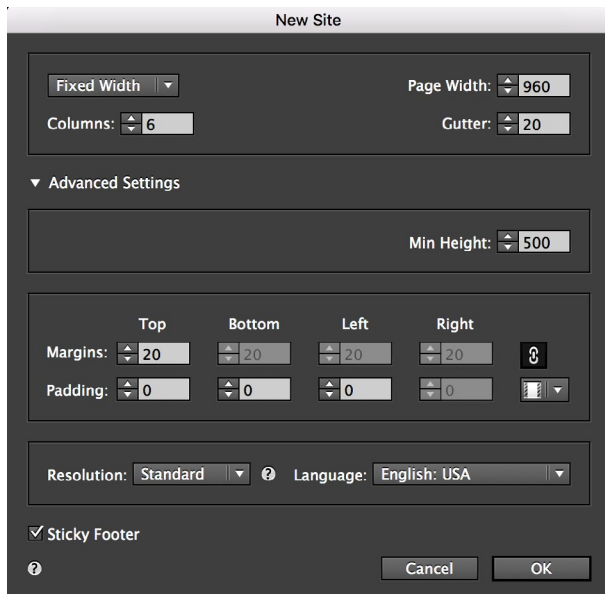 New Site
Fixed Width Page Width: 960
Columns: 6 Gutter: 20
Advanced Settings
Min Height: 500
Top Bottom Left Right
Margins: 20 20 20 20
Padding: 0 0 0 0
Resolution: Standard ? Language: English: USA
Sticky Footer
? Cancel OK